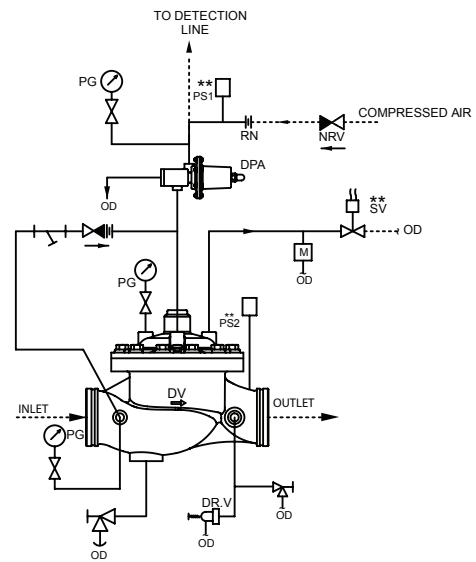 TO DETECTION
LINE
PG
**
PS1
COMPRESSED AIR
RN
NRV
DPA
OD
**
SV
OD
M
OD
PG
**
PS2
DV
INLET
OUTLET
PG
DR.V
OD
OD
OD